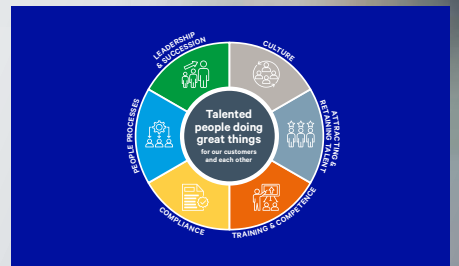 LEADERSHIP
& SUCCESSION
CULTURE
ATTRACTING &
RETAINING TALENT
TRAINING & COMPETENCE
COMPLIANCE
PEOPLE PROCESSES
Talented
people doing
great things
for our customers
and each other